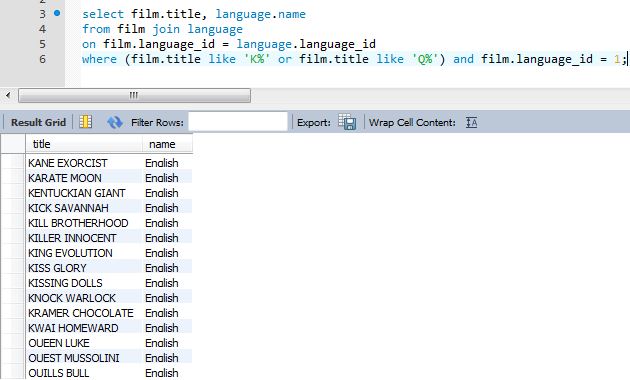 3 select film.title, language.name
4 from film join language
5 on film.language_id = language.language_id
6 where (film.title like 'K%' or film.title like 'Q%') and film.language_id = 1;
Result Grid Filter Rows: Export: Wrap Cell Content:
title name
KANE EXORCIST English
KARATE MOON English
KENTUCKIAN GIANT English
KICK SAVANNAH English
KILL BROTHERHOOD English
KILLER INNOCENT English
KING EVOLUTION English
KISS GLORY English
KISSING DOLLS English
KNOCK WARLOCK English
KRAMER CHOCOLATE English
KWAI HOMEWARD English
QUEEN LUKE English
QUEST MUSSOLINI English
QUILLS BULL English